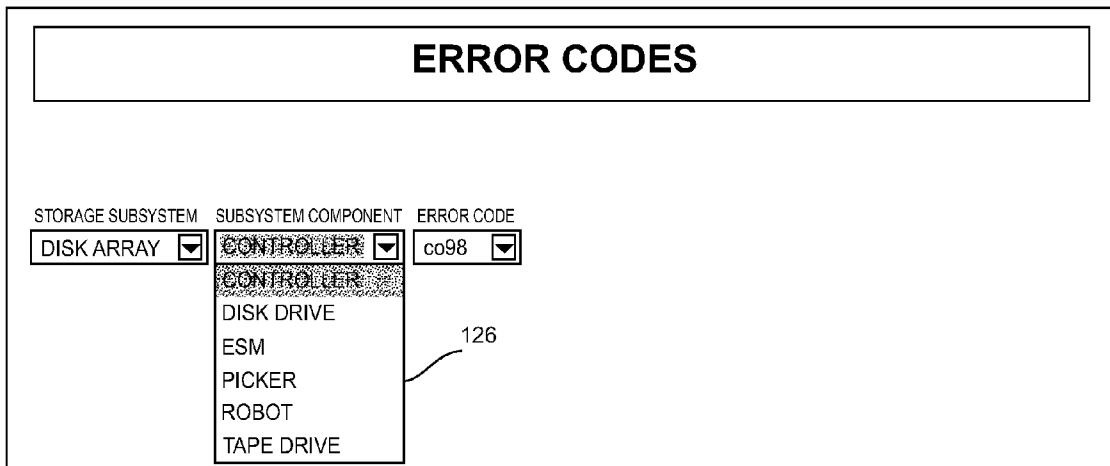 ERROR CODES
STORAGE SUBSYSTEM SUBSYSTEM COMPONENT ERROR CODE
DISK ARRAY CONTROLLER co98
CONTROLLER
DISK DRIVE
ESM
126
PICKER
ROBOT
TAPE DRIVE